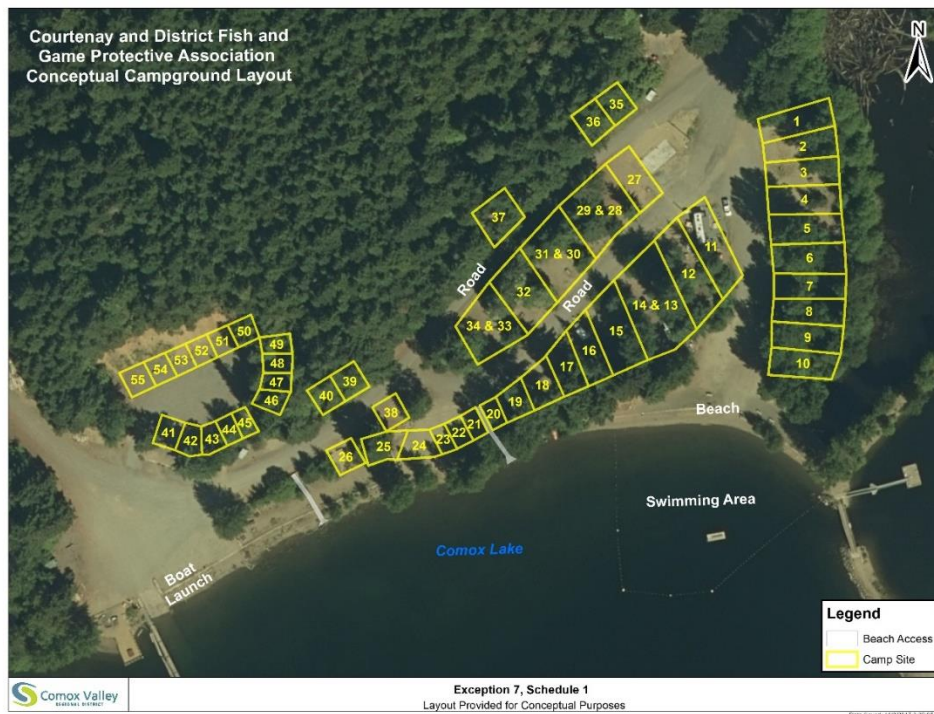 Courtenay and District Fish and
Game Protective Association
Conceptual Campground Layout
N
35
36
1
2
3
4
5
6
7
8
9
10
27
29 & 28
37
31 & 30
11
12
Road
32
Road
14 & 13
34 & 33
15
16
17
18
19
20
21
22
23
24
25
26
38
39
40
50
51
52
53
54
55
49
48
47
46
45
44
43
42
41
Beach
Swimming Area
Comox Lake
Boat
Launch
Legend
Beach Access
Camp Site
Comox Valley
REGIONAL DISTRICT
Exception 7, Schedule 1
Layout Provided for Conceptual Purposes